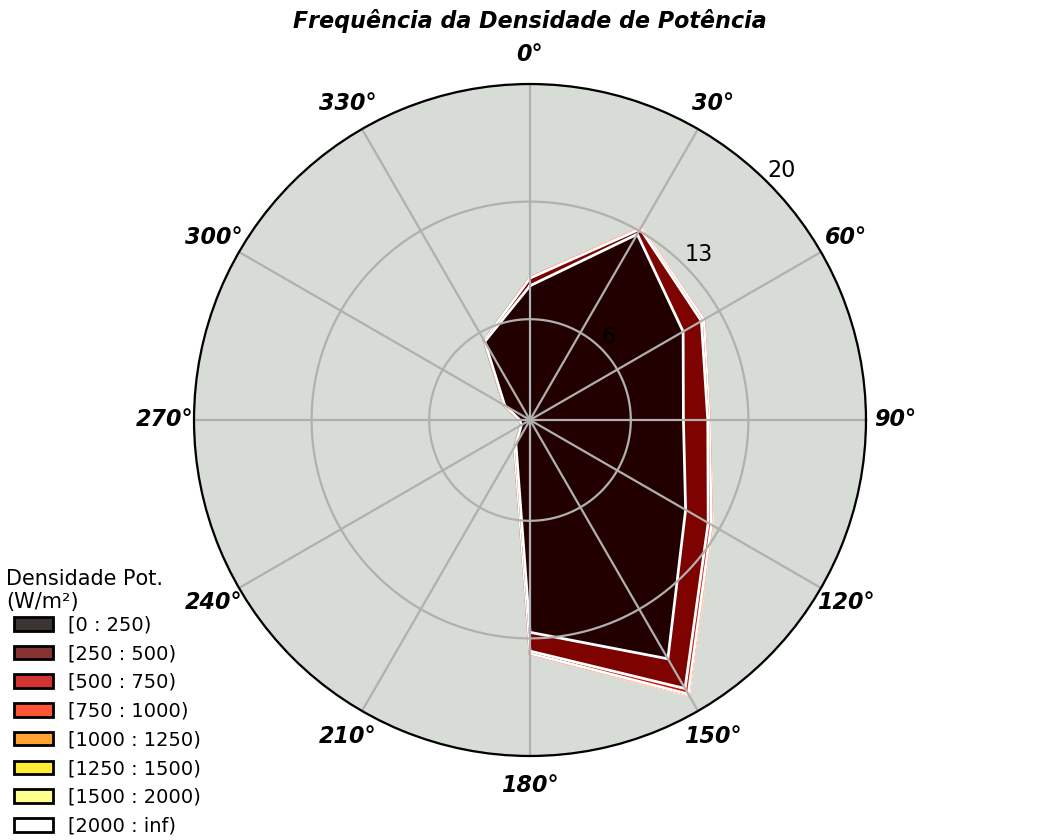 Frequência da Densidade de Potência
0°
330°
30°
20
300°
60°
13
6
270°
90°
240°
120°
210°
150°
180°
Densidade Pot.
(W/m²)
[0 : 250)
[250 : 500)
[500 : 750)
[750 : 1000)
[1000 : 1250)
[1250 : 1500)
[1500 : 2000)
[2000 : inf)